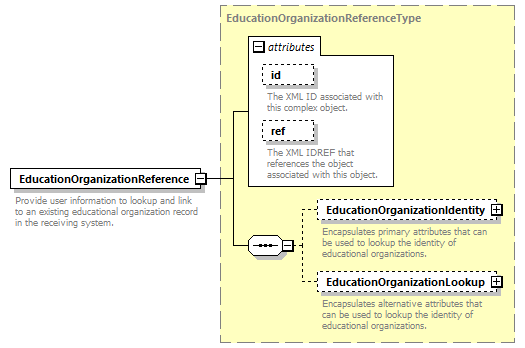 EducationOrganizationReferenceType
attributes
id
The XML ID associated with
this complex object.
ref
The XML IDREF that
references the object
associated with this object.
EducationOrganizationReference
Provide user information to lookup and link
to an existing educational organization record
in the receiving system.
EducationOrganizationIdentity
Encapsulates primary attributes that can
be used to lookup the identity of
educational organizations.
EducationOrganizationLookup
Encapsulates alternative attributes that
can be used to lookup the identity of
educational organizations.